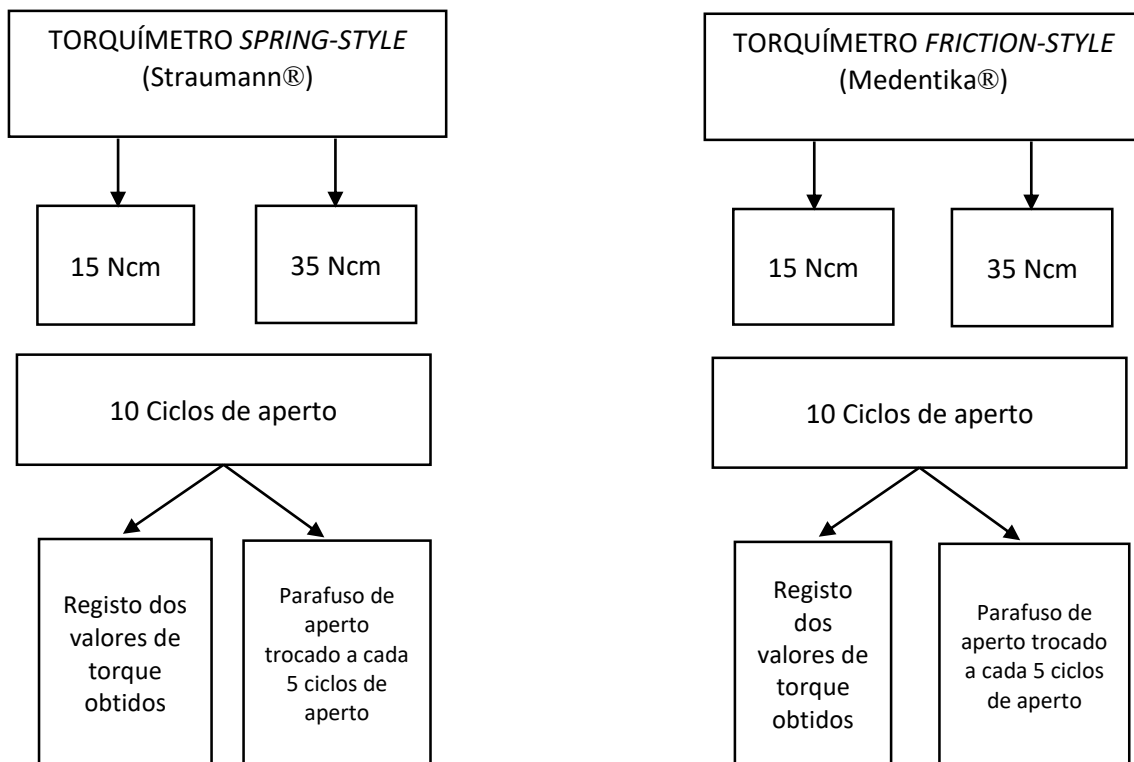 TORQUÍMETRO SPRING-STYLE
(Straumann®)
15 Ncm
35 Ncm
10 Ciclos de aperto
Registo dos
valores de
torque
obtidos
Parafuso de
aperto
trocado a cada
5 ciclos de
aperto
TORQUÍMETRO FRICTION-STYLE
(Medentika®)
15 Ncm
35 Ncm
10 Ciclos de aperto
Registo
dos
valores de
torque
obtidos
Parafuso de
aperto trocado
a cada 5 ciclos
de aperto